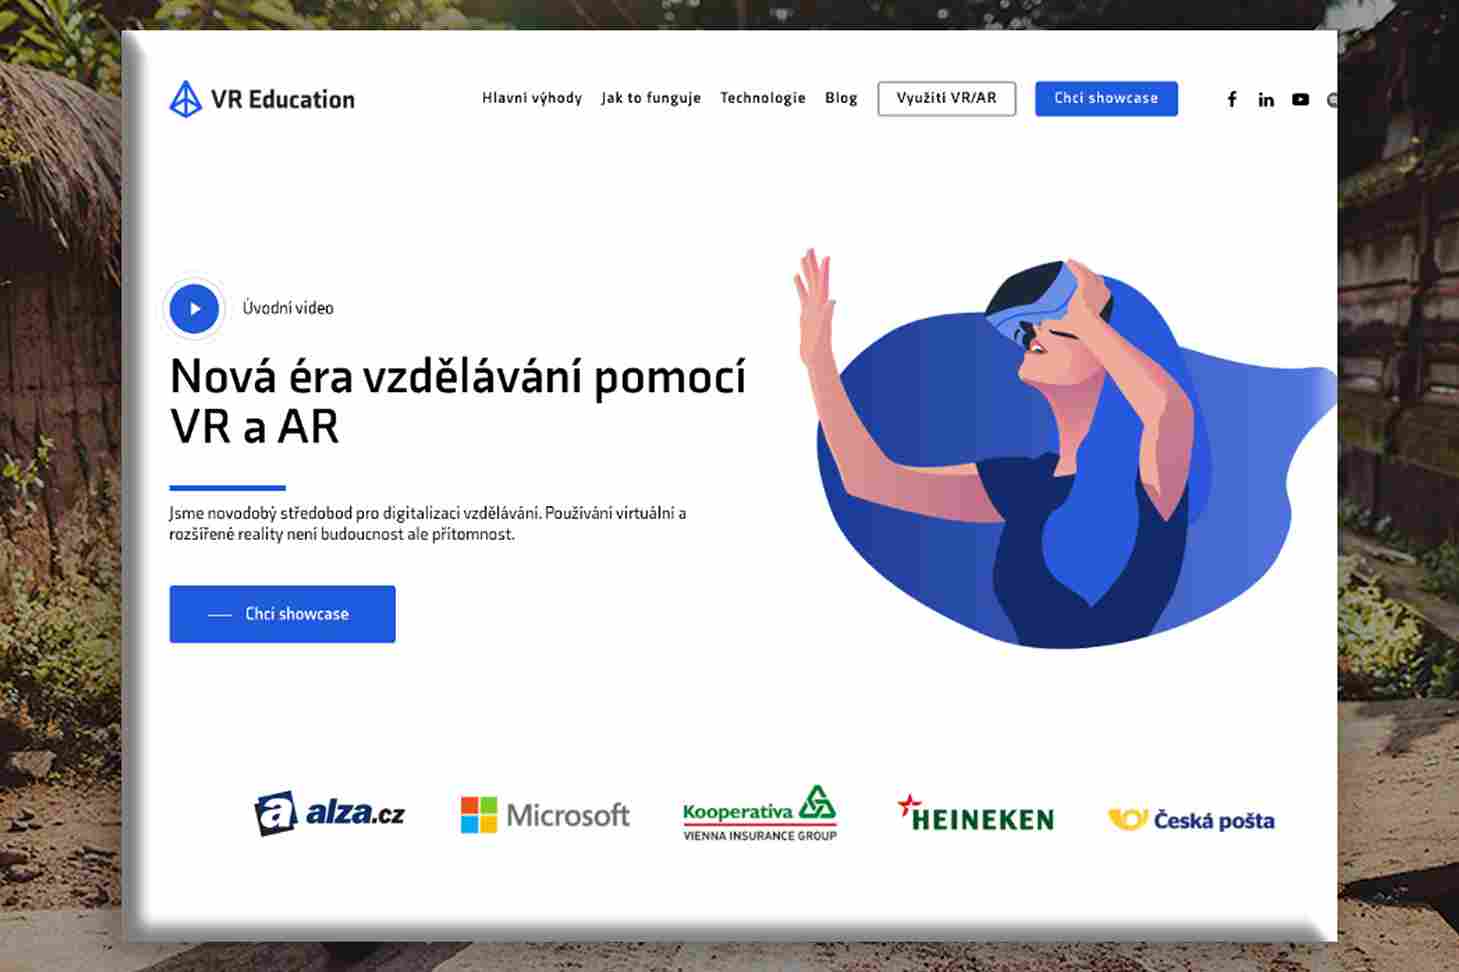 VR Education
Hlavní výhody Jak to funguje Technologie Blog Využití VR/AR Chci showcase
Úvodní video
Nová éra vzdělávání pomocí
VR a AR
Jsme novodobý středobod pro digitalizaci vzdělávání. Používání virtuální a
rozšířené reality není budoucnost ale přítomnost.
Chci showcase
alza.cz Microsoft Kooperativa HEINEKEN Česká pošta
VIENNA INSURANCE GROUP